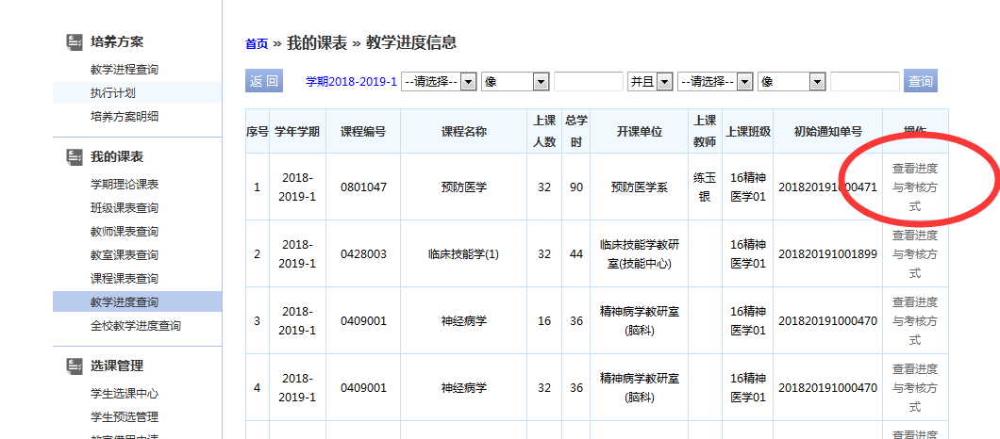 培养方案
教学进程查询
执行计划
培养方案明细
我的课表
学期理论课表
班级课表查询
教师课表查询
教室课表查询
课程课表查询
教学进度查询
全校教学进度查询
选课管理
学生选课中心
学生预选管理
教室借用申请
首页 » 我的课表 » 教学进度信息
返 回 学期2018-2019-1 --请选择-- 像 并且 --请选择-- 像 查询
序号 学年学期 课程编号 课程名称 上课人数 总学时 开课单位 上课教师 上课班级 初始通知单号 操作
1 2018-2019-1 0801047 预防医学 32 90 预防医学系 练玉银 16精神医学01 201820191000471 查看进度与考核方式
2 2018-2019-1 0428003 临床技能学(1) 32 44 临床技能学教研室(技能中心) 16精神医学01 201820191001899 查看进度与考核方式
3 2018-2019-1 0409001 神经病学 16 36 精神病学教研室(脑科) 16精神医学01 201820191000470 查看进度与考核方式
4 2018-2019-1 0409001 神经病学 32 36 精神病学教研室(脑科) 16精神医学01 201820191000470 查看进度与考核方式
查看进度